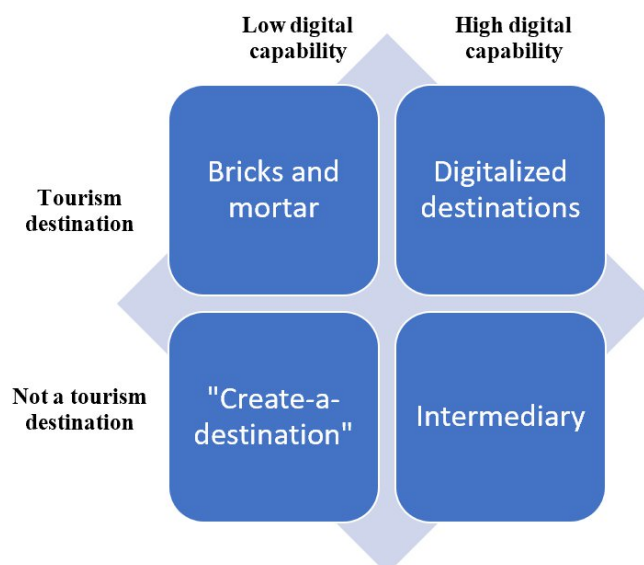 Low digital
capability
High digital
capability
Tourism
destination
Bricks and
mortar
Digitalized
destinations
Not a tourism
destination
"Create-a-
destination"
Intermediary